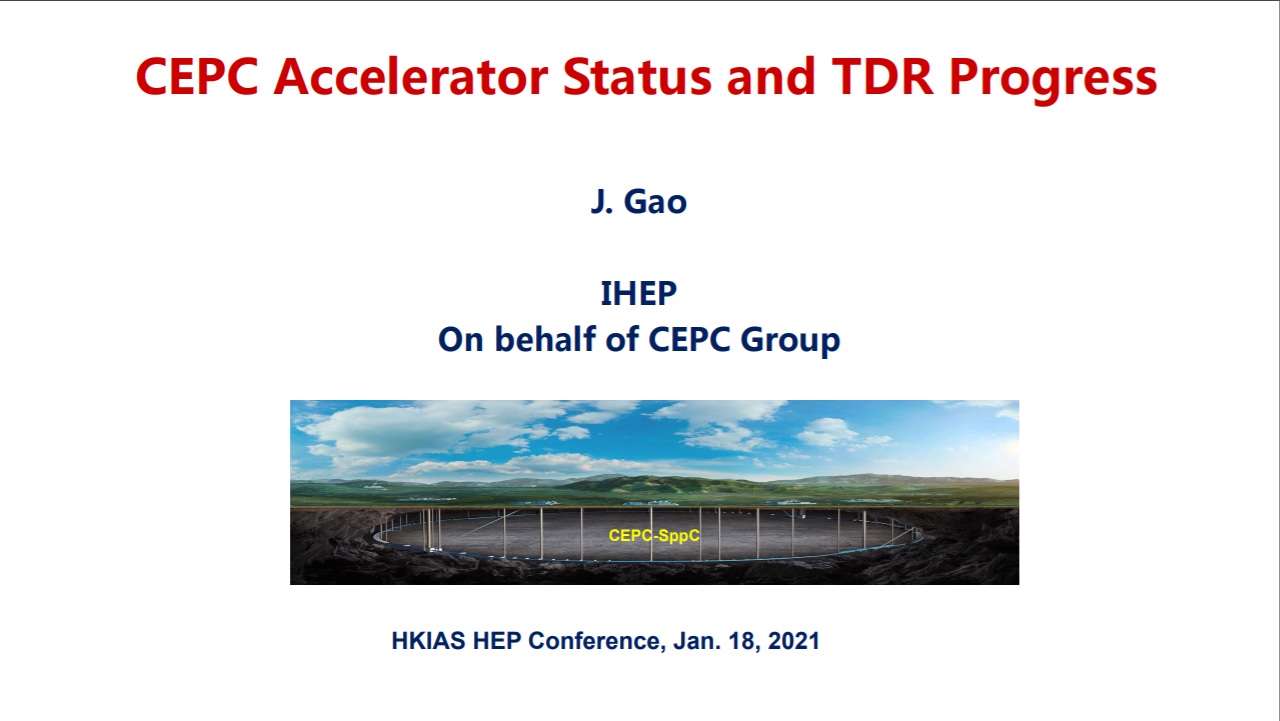 CEPC Accelerator Status and TDR Progress
J. Gao
IHEP
On behalf of CEPC Group
CEPC-SppC
HKIAS HEP Conference, Jan. 18, 2021